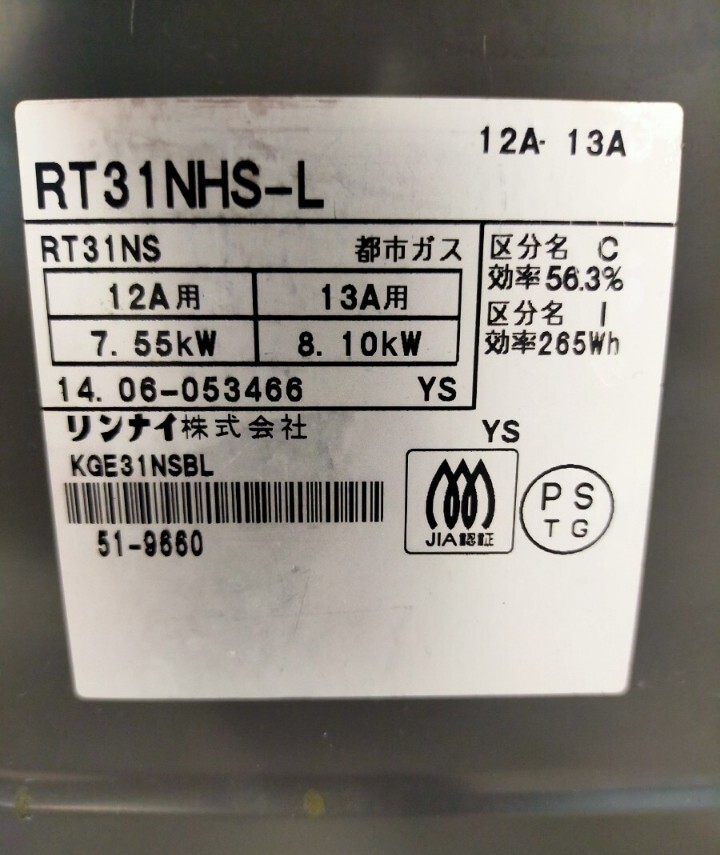 12A・13A
RT31NHS-L
RT31NS 都市ガス
12A用 13A用
7.55kW 8.10kW
14.06-053466 YS
区分名 C
効率56.3%
区分名 I
効率265Wh
リンナイ株式会社
YS
KGE31NSBL
51-9660
JIA認証
PS
TG